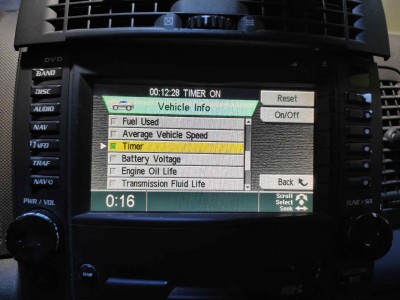 DVD
BAND
DISC
AUDIO
NAV
INFO
TRAF
NAV
PWR / VOL
00:12:28 TIMER ON
Vehicle Info
Fuel Used
Average Vehicle Speed
Timer
Battery Voltage
Engine Oil Life
Transmission Fluid Life
Reset
On/Off
Back
0:16
Scroll
Select
Seek
TUNE / SEL